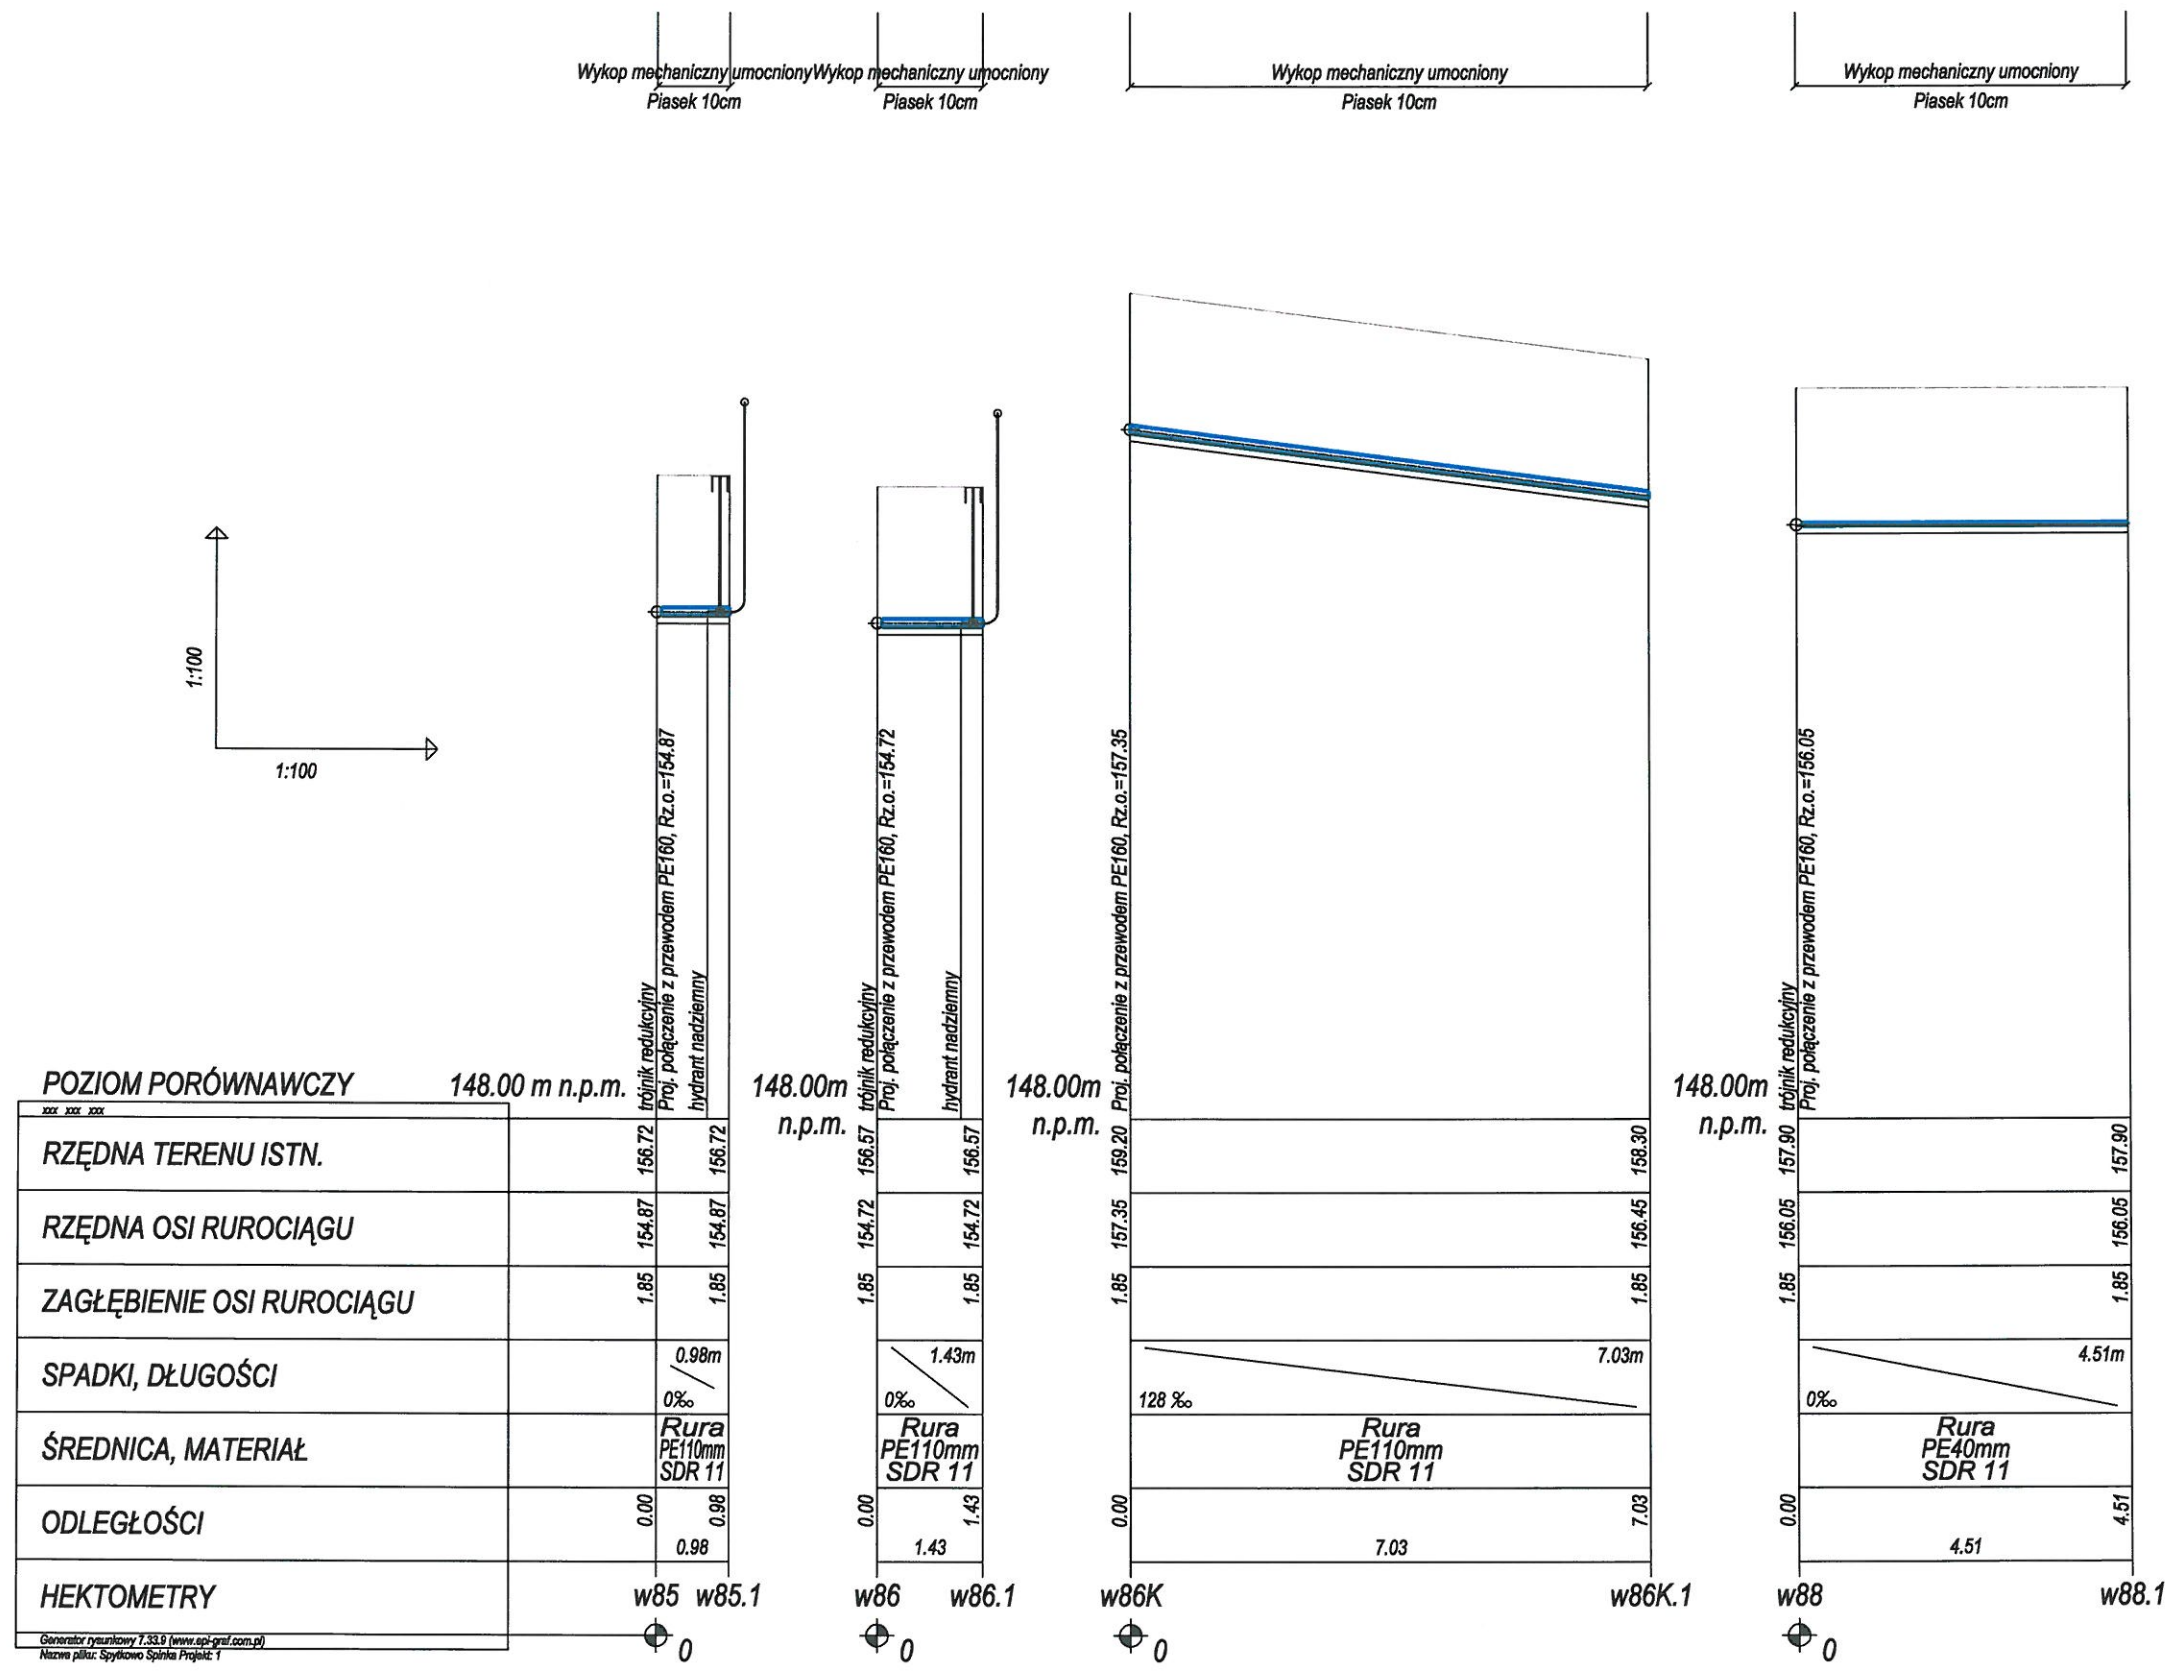 Wykop mechaniczny umocniony
Piasek 10cm
Wykop mechaniczny umocniony
Piasek 10cm
Wykop mechaniczny umocniony
Piasek 10cm
Wykop mechaniczny umocniony
Piasek 10cm
1:100
1:100
trójnik redukcyjny
Proj. połączenie z przewodem PE160, Rz.o.=154.87
hydrant nadziemny
trójnik redukcyjny
Proj. połączenie z przewodem PE160, Rz.o.=154.72
hydrant nadziemny
Proj. połączenie z przewodem PE160, Rz.o.=157.35
trójnik redukcyjny
Proj. połączenie z przewodem PE160, Rz.o.=156.05
POZIOM PORÓWNAWCZY 148.00 m n.p.m.
148.00m
n.p.m.
148.00m
n.p.m.
148.00m
n.p.m.
xxx xxx xxx
RZĘDNA TERENU ISTN. 156.72 156.72 156.57 156.57 159.20 158.30 157.90 157.90
RZĘDNA OSI RUROCIĄGU 154.87 154.87 154.72 154.72 157.35 156.45 156.05 156.05
ZAGŁĘBIENIE OSI RUROCIĄGU 1.85 1.85 1.85 1.85 1.85 1.85 1.85 1.85
SPADKI, DŁUGOŚCI
0.98m 1.43m 7.03m 4.51m
0‰ 0‰ 128 ‰ 0‰
ŚREDNICA, MATERIAŁ
Rura
PE110mm
SDR 11
Rura
PE110mm
SDR 11
Rura
PE110mm
SDR 11
Rura
PE40mm
SDR 11
ODLEGŁOŚCI 0.00 0.98 0.00 1.43 0.00 7.03 0.00 4.51
0.98 1.43 7.03 4.51
HEKTOMETRY w85 w85.1 w86 w86.1 w86K w86K.1 w88 w88.1
0 0 0 0
Generator rysunkowy 7.33.9 (www.epi-graf.com.pl)
Nazwa pliku: Spytkowo Spinka Projekt: 1